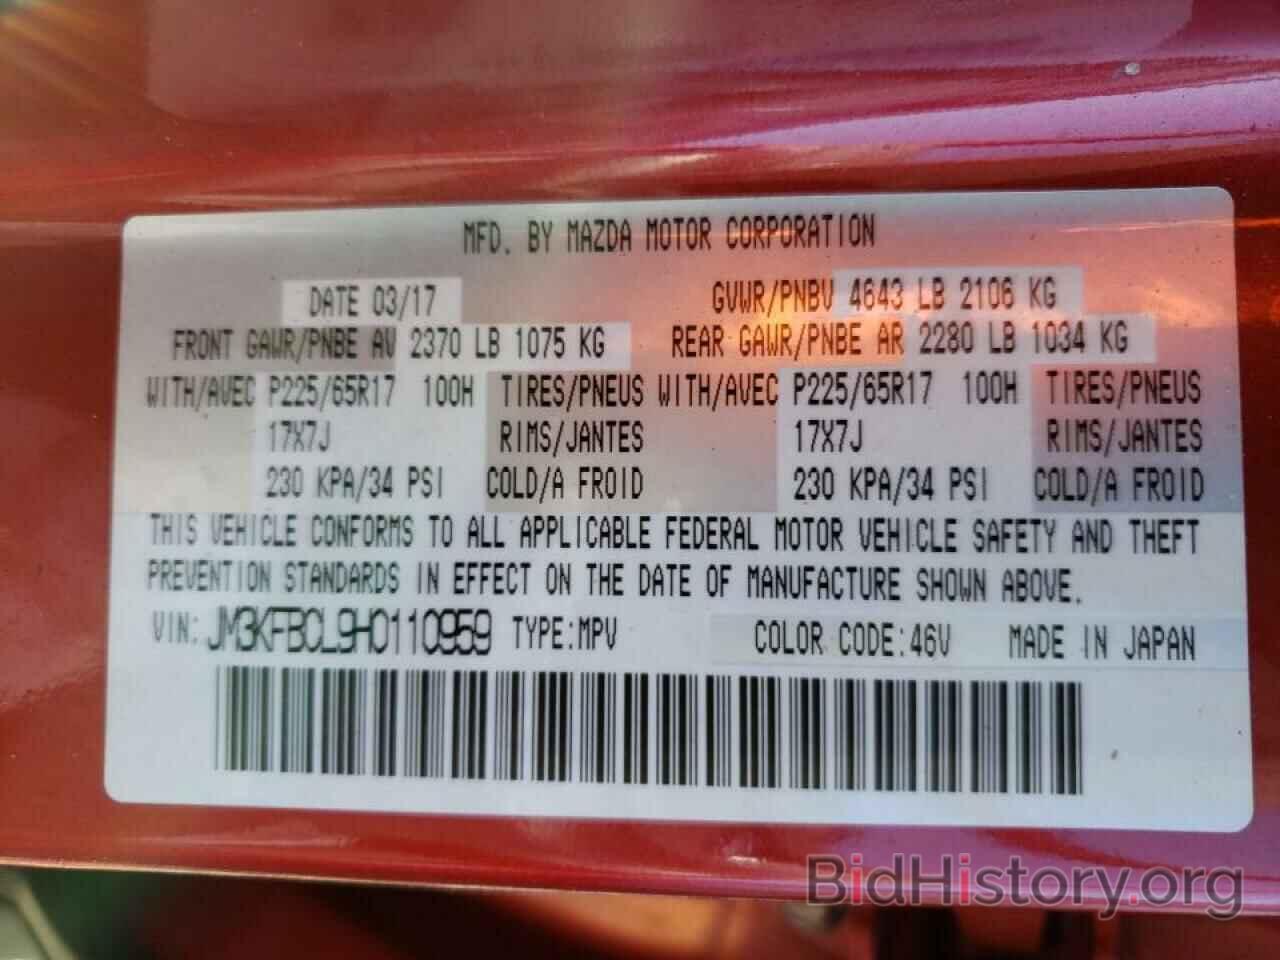 MFD. BY MAZDA MOTOR CORPORATION
DATE 03/17 GVWR/PNBV 4643 LB 2106 KG
FRONT GAWR/PNBE AV 2370 LB 1075 KG REAR GAWR/PNBE AR 2280 LB 1034 KG
WITH/AVEC P225/65R17 100H TIRES/PNEUS WITH/AVEC P225/65R17 100H TIRES/PNEUS
17X7J RIMS/JANTES 17X7J RIMS/JANTES
230 KPA/34 PSI COLD/A FROID 230 KPA/34 PSI COLD/A FROID
THIS VEHICLE CONFORMS TO ALL APPLICABLE FEDERAL MOTOR VEHICLE SAFETY AND THEFT
PREVENTION STANDARDS IN EFFECT ON THE DATE OF MANUFACTURE SHOWN ABOVE.
VIN: JM3KFBCL9H0110959 TYPE:MPV COLOR CODE:46V MADE IN JAPAN
BidHistory.org